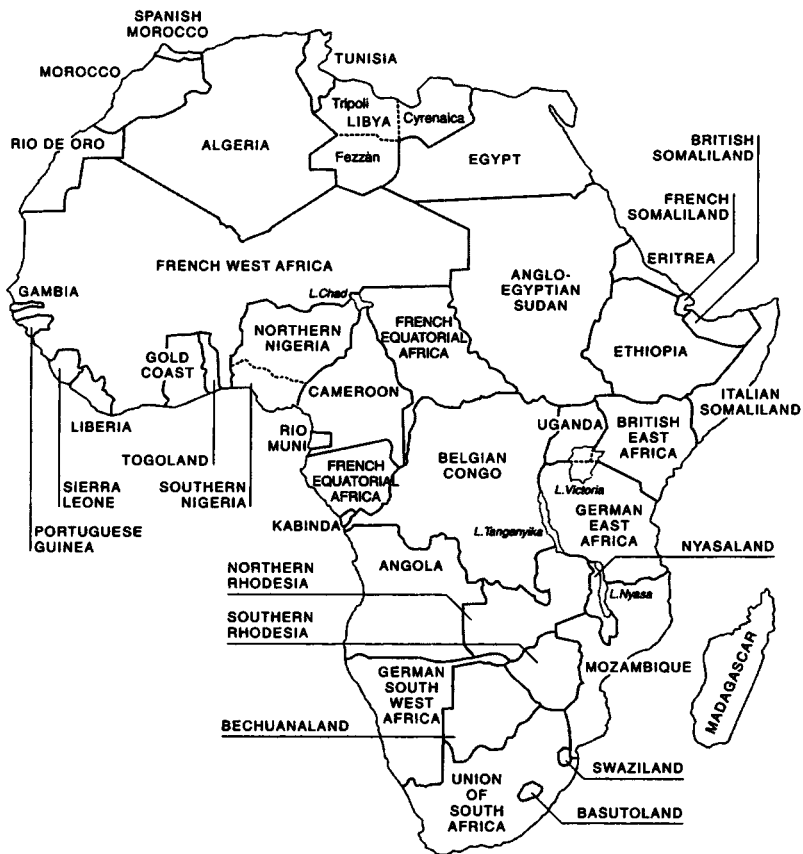 SPANISH
MOROCCO
MOROCCO
TUNISIA
Tripoli
LIBYA
Cyrenaica
RIO DE ORO
ALGERIA
Fezzàn
EGYPT
BRITISH
SOMALILAND
FRENCH
SOMALILAND
FRENCH WEST AFRICA
ERITREA
ANGLO-
EGYPTIAN
SUDAN
GAMBIA
L.Chad
NORTHERN
NIGERIA
FRENCH
EQUATORIAL
AFRICA
GOLD
COAST
ETHIOPIA
CAMEROON
ITALIAN
SOMALILAND
LIBERIA
RIO
MUNI
UGANDA
BRITISH
EAST
AFRICA
TOGOLAND
BELGIAN
CONGO
SIERRA
LEONE
SOUTHERN
NIGERIA
FRENCH
EQUATORIAL
AFRICA
L.Victoria
GERMAN
EAST
AFRICA
PORTUGUESE
GUINEA
KABINDA
L.Tanganyika
NYASALAND
NORTHERN
RHODESIA
ANGOLA
L.Nyasa
SOUTHERN
RHODESIA
MOZAMBIQUE
MADAGASCAR
GERMAN
SOUTH
WEST
AFRICA
BECHUANALAND
SWAZILAND
UNION
OF
SOUTH
AFRICA
BASUTOLAND